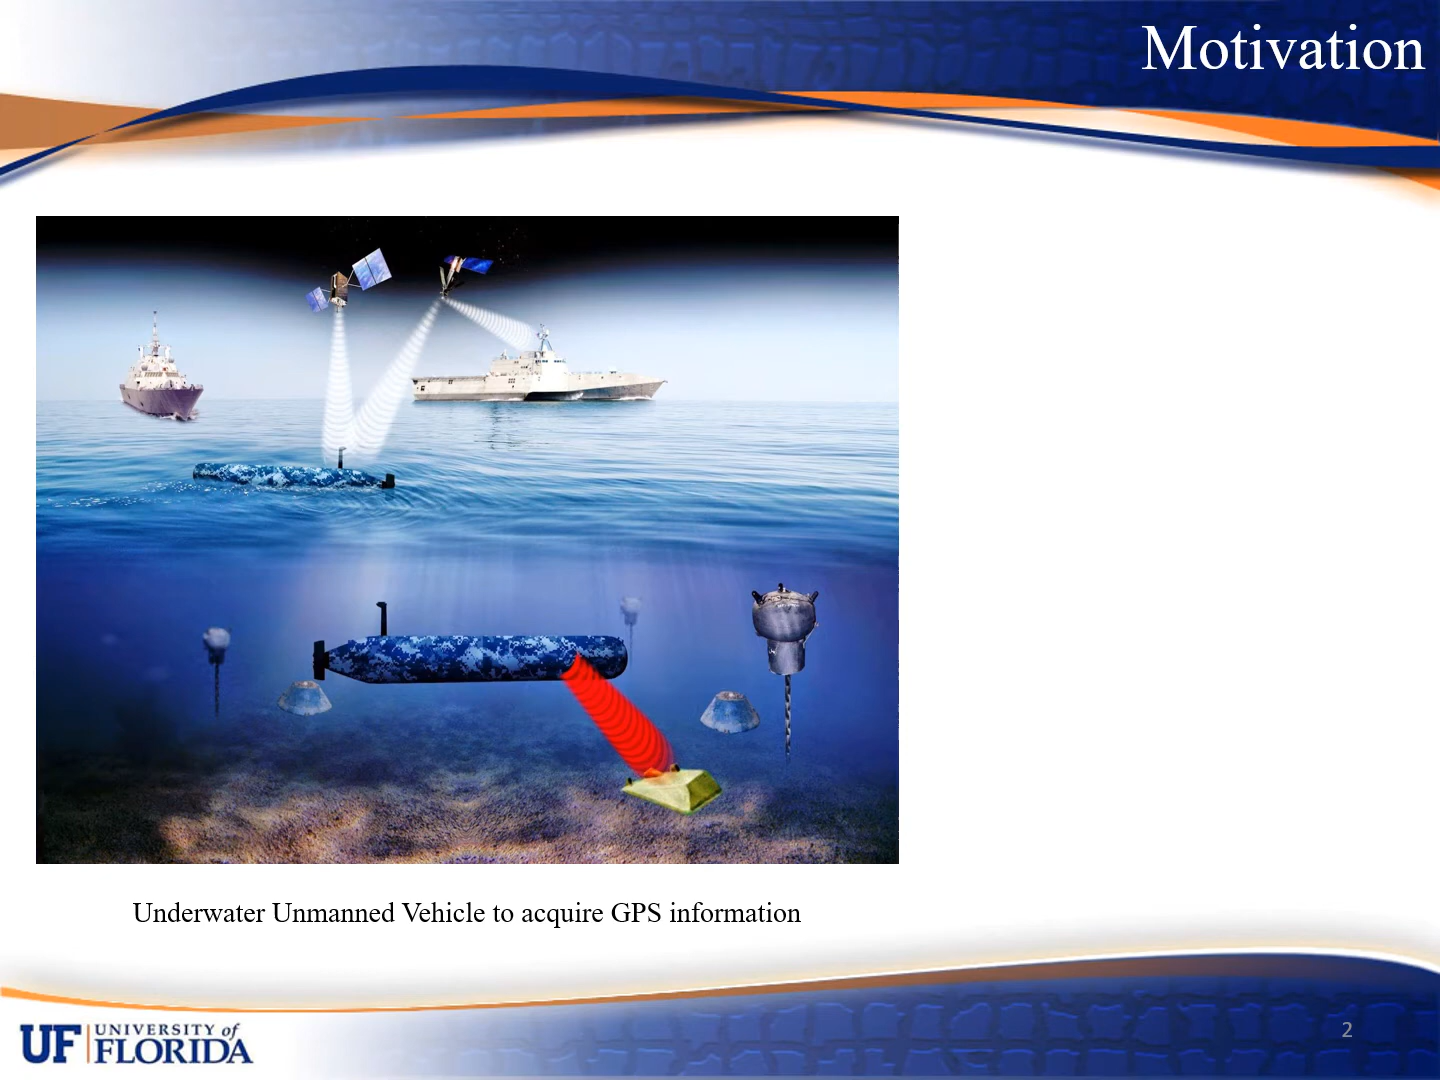 Motivation
Underwater Unmanned Vehicle to acquire GPS information
UF UNIVERSITY of
FLORIDA
2